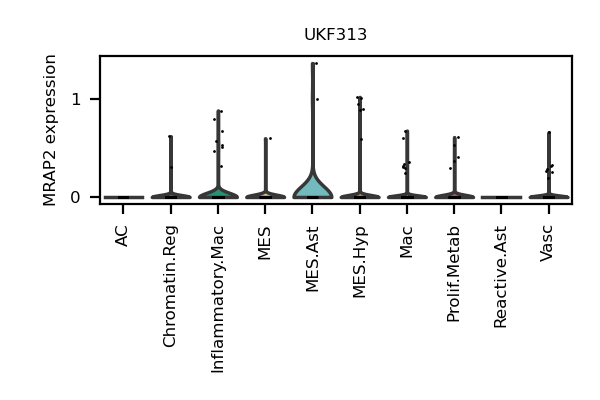 UKF313
MRAP2 expression
1
0
AC
Chromatin.Reg
Inflammatory.Mac
MES
MES.Ast
MES.Hyp
Mac
Prolif.Metab
Reactive.Ast
Vasc